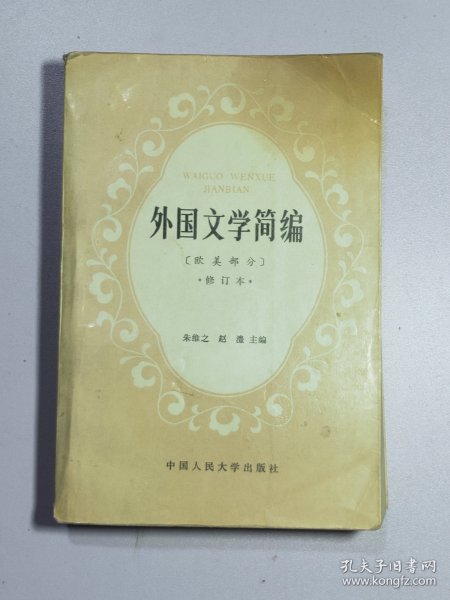 WAIGUO WENXUE
JIANBIAN
外国文学简编
〔欧美部分〕
*修订本*
朱维之 赵澧 主编
中国人民大学出版社
孔夫子旧书网
www.kongfz.com